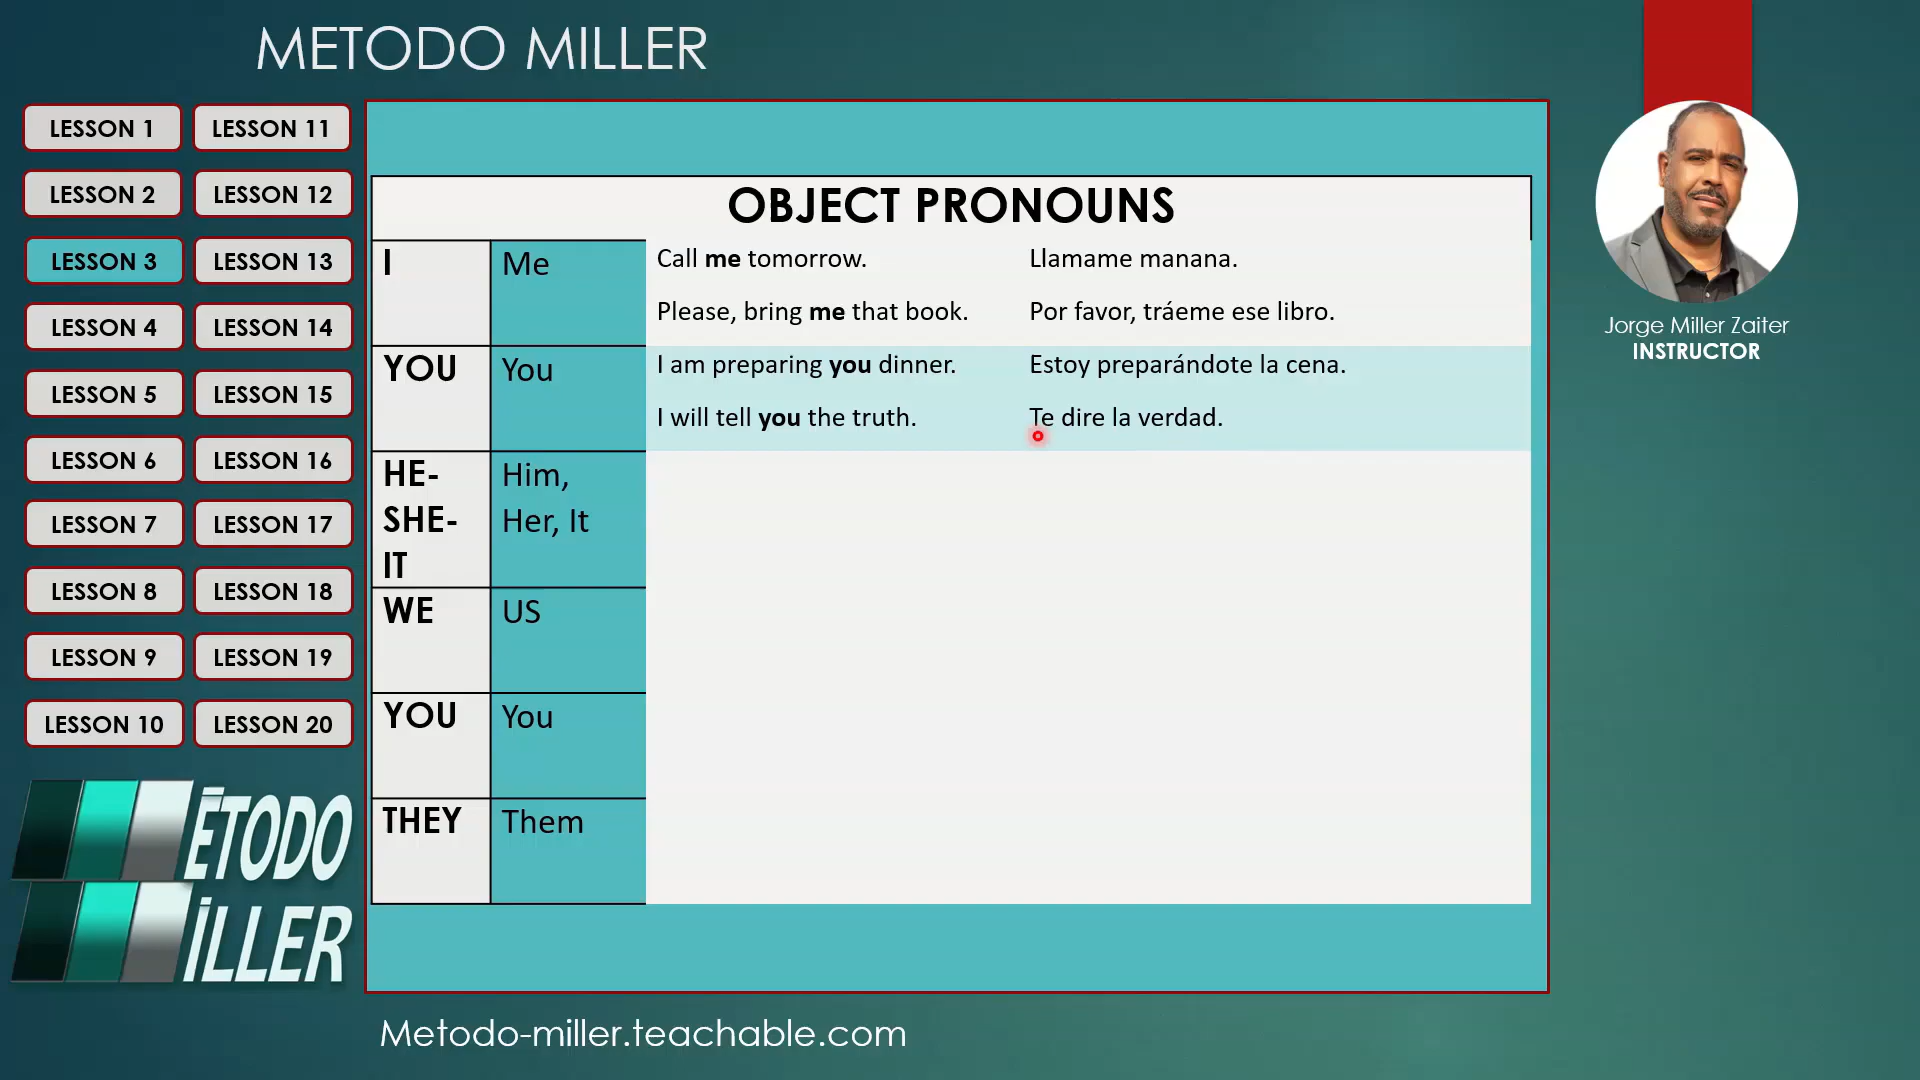 METODO MILLER
LESSON 1
LESSON 11
LESSON 2
LESSON 12
LESSON 3
LESSON 13
LESSON 4
LESSON 14
LESSON 5
LESSON 15
LESSON 6
LESSON 16
LESSON 7
LESSON 17
LESSON 8
LESSON 18
LESSON 9
LESSON 19
LESSON 10
LESSON 20
MÉTODO
MILLER
OBJECT PRONOUNS
I
Me
Call me tomorrow.
Llamame manana.
Please, bring me that book.
Por favor, tráeme ese libro.
YOU
You
I am preparing you dinner.
Estoy preparándote la cena.
I will tell you the truth.
Te dire la verdad.
HE-
SHE-
IT
Him,
Her, It
WE
US
YOU
You
THEY
Them
Jorge Miller Zaiter
INSTRUCTOR
Metodo-miller.teachable.com